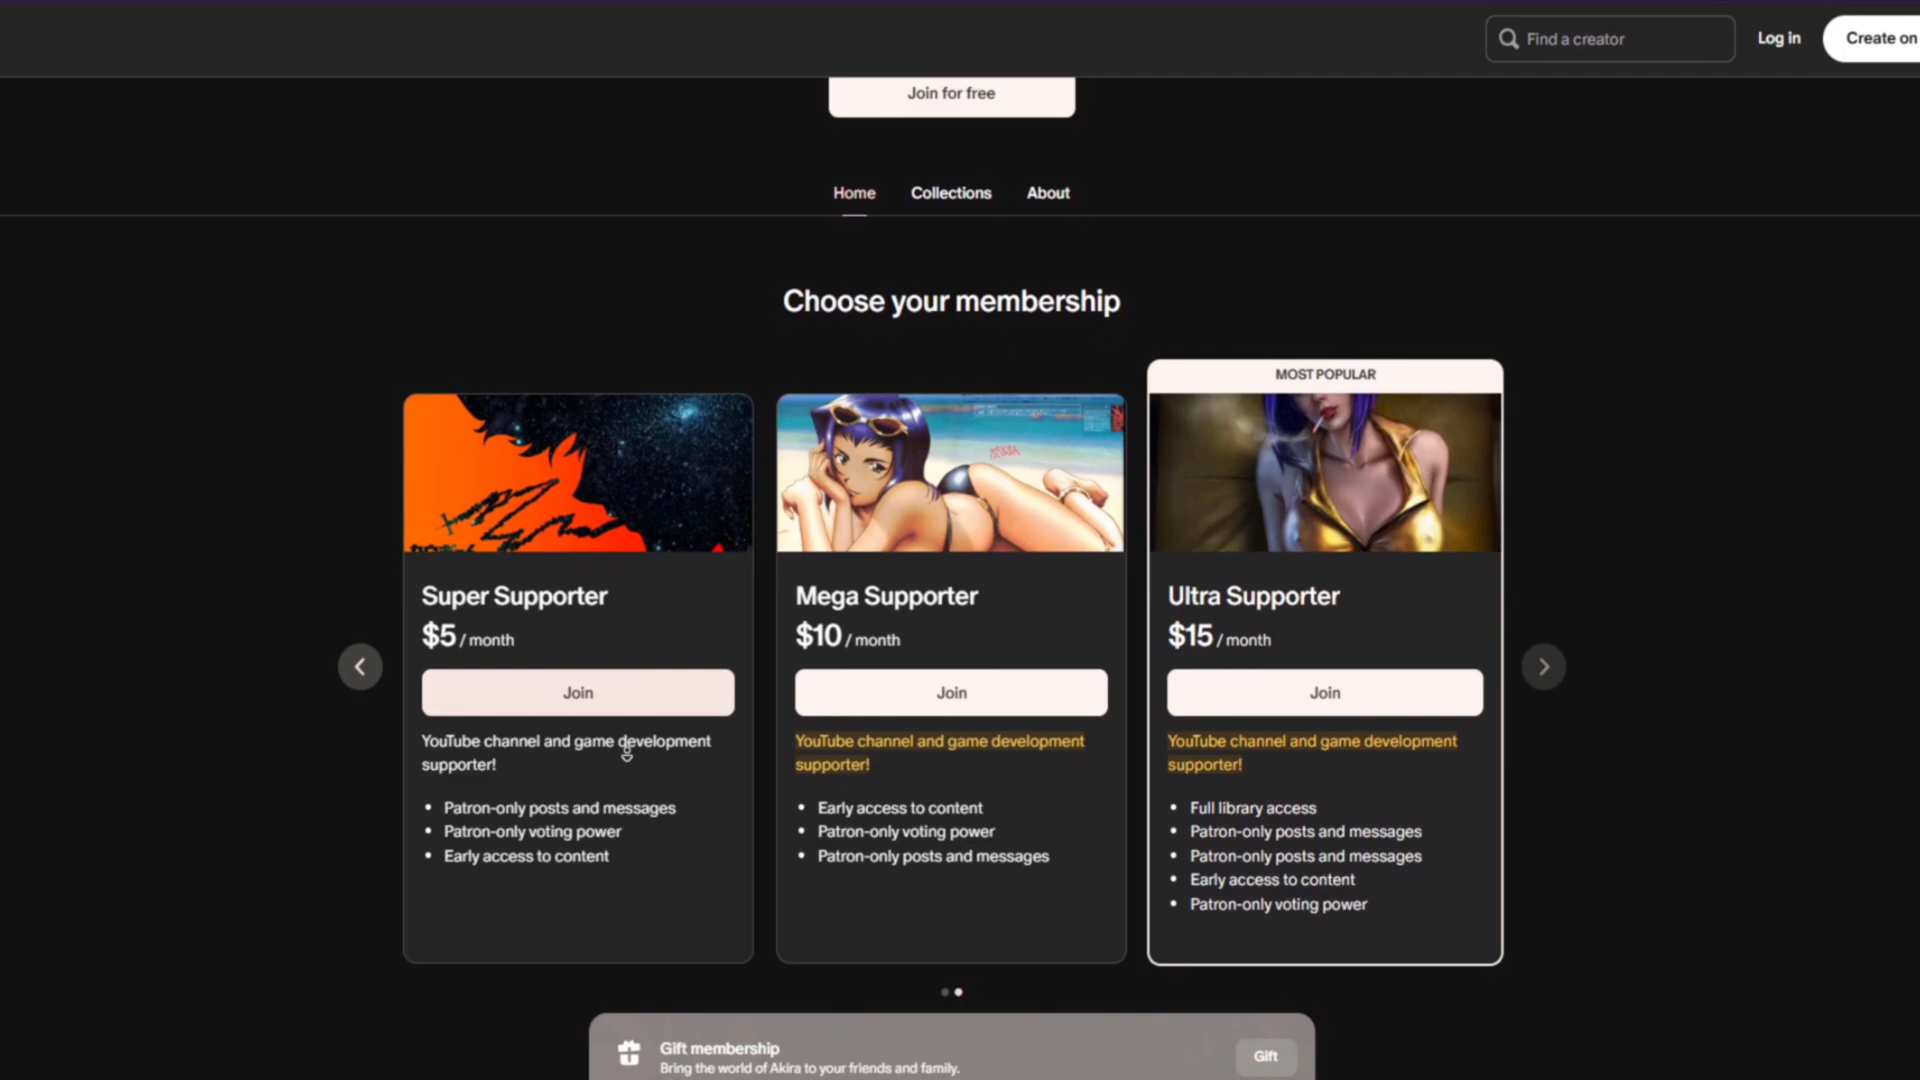 Find a creator
Log in
Create on
Join for free
Home
Collections
About
Choose your membership
MOST POPULAR
Super Supporter
$5 / month
Join
YouTube channel and game development
supporter!
• Patron-only posts and messages
• Patron-only voting power
• Early access to content
Mega Supporter
$10 / month
Join
YouTube channel and game development
supporter!
• Early access to content
• Patron-only voting power
• Patron-only posts and messages
Ultra Supporter
$15 / month
Join
YouTube channel and game development
supporter!
• Full library access
• Patron-only posts and messages
• Patron-only posts and messages
• Early access to content
• Patron-only voting power
Gift membership
Bring the world of Akira to your friends and family.
Gift